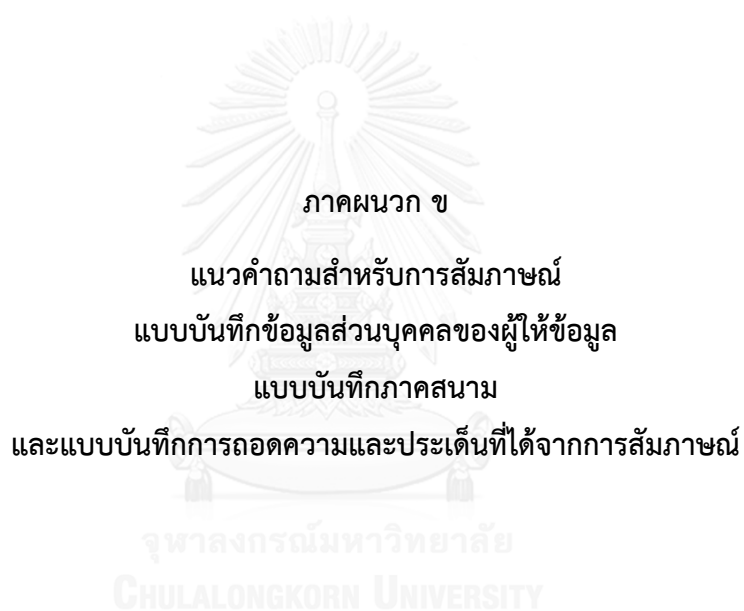 ภาคผนวก ข
แนวคำถามสำหรับการสัมภาษณ์
แบบบันทึกข้อมูลส่วนบุคคลของผู้ให้ข้อมูล
แบบบันทึกภาคสนาม
และแบบบันทึกการถอดความและประเด็นที่ได้จากการสัมภาษณ์
จุฬาลงกรณ์มหาวิทยาลัย
CHULALONGKORN UNIVERSITY